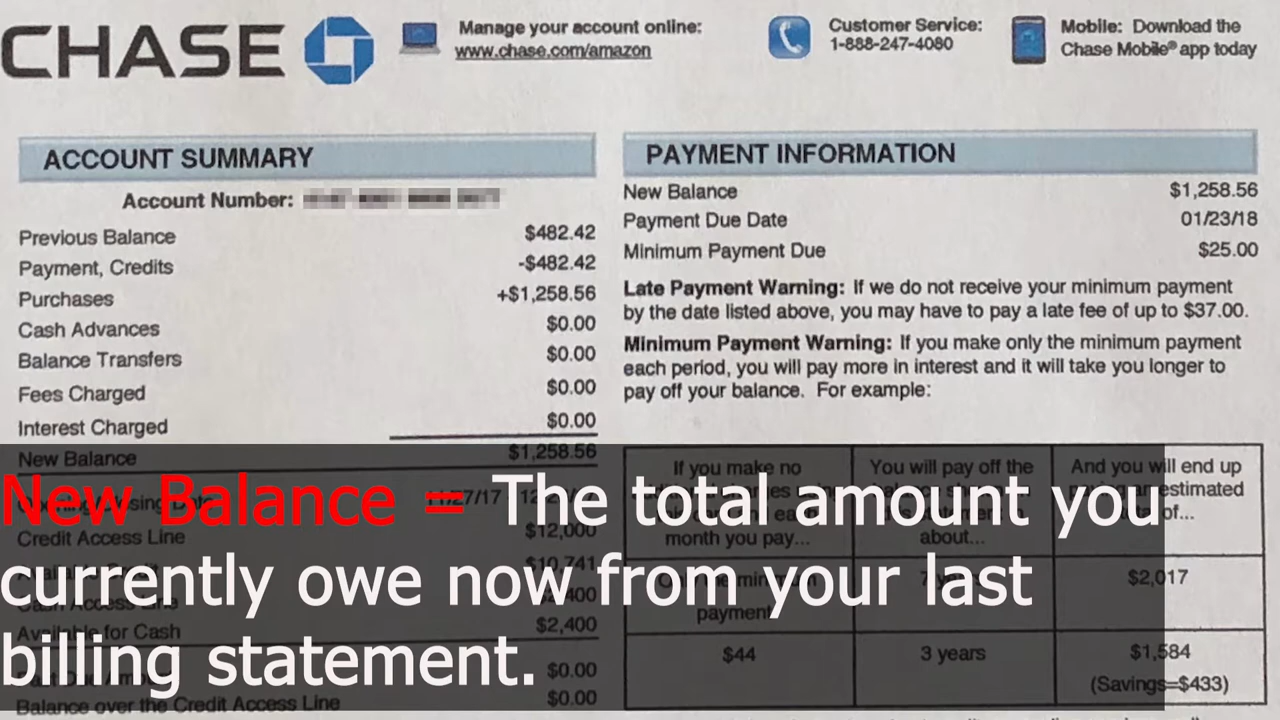 CHASE
Manage your account online:
www.chase.com/amazon
Customer Service:
1-888-247-4080
Mobile: Download the
Chase Mobile® app today
ACCOUNT SUMMARY
Account Number:
Previous Balance $482.42
Payment, Credits -$482.42
Purchases +$1,258.56
Cash Advances $0.00
Balance Transfers $0.00
Fees Charged $0.00
Interest Charged $0.00
New Balance $1,258.56
Credit Access Line $12,000
$10,741
Cash Access Line
Available for Cash $2,400
$0.00
Balance over the Credit Access Line $0.00
PAYMENT INFORMATION
New Balance $1,258.56
Payment Due Date 01/23/18
Minimum Payment Due $25.00
Late Payment Warning: If we do not receive your minimum payment
by the date listed above, you may have to pay a late fee of up to $37.00.
Minimum Payment Warning: If you make only the minimum payment
each period, you will pay more in interest and it will take you longer to
pay off your balance. For example:
If you make no
month you pay...
You will pay off the
about...
And you will end up
estimated
of...
payment
$2,017
$44 3 years $1,584
(Savings=$433)
New Balance = The total amount you
currently owe now from your last
billing statement.